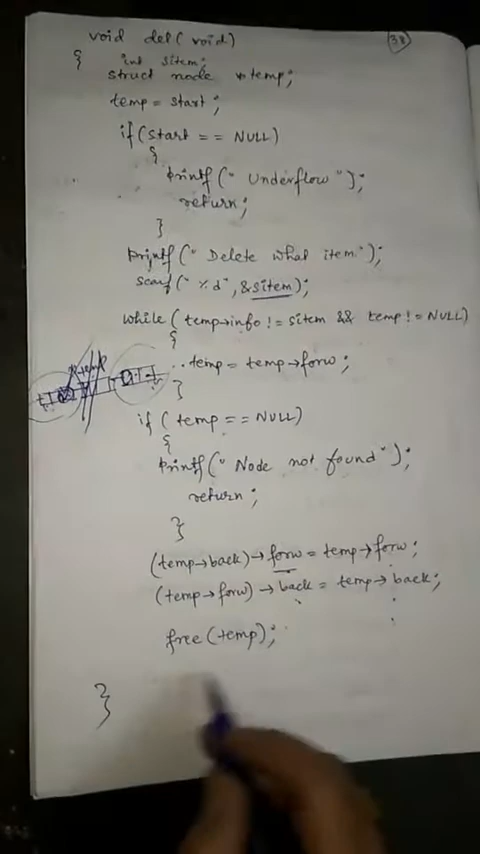 void del(void)
38
{ int sitem;
struct node *temp;
temp = start;
if(start == NULL)
{
printf(" Underflow ");
return;
}
printf(" Delete what item ");
scanf("%d", &sitem);
while( temp→info != sitem && temp != NULL)
{
temp = temp→forw;
}
if ( temp == NULL)
{
printf(" Node not found ");
return;
}
(temp→back)→forw = temp→forw;
(temp→forw)→back = temp→back;
free(temp);
}